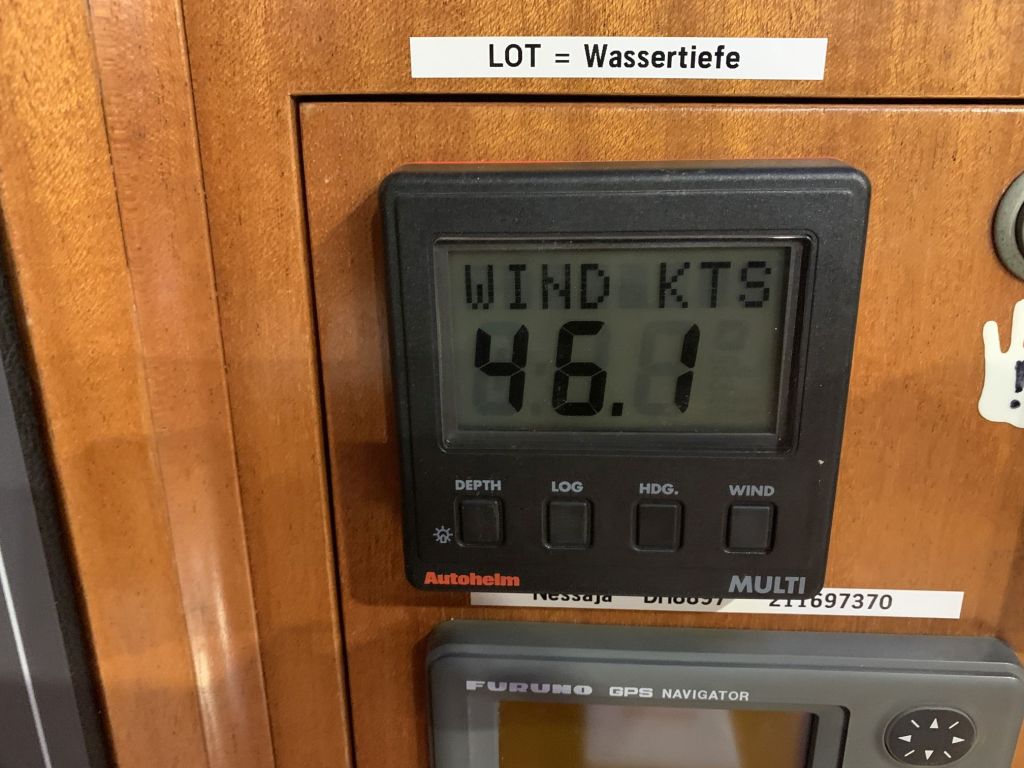 LOT = Wassertiefe
WIND KTS
46.1
DEPTH LOG HDG. WIND
Autohelm MULTI
Nessaja 211697370
FURUNO GPS NAVIGATOR